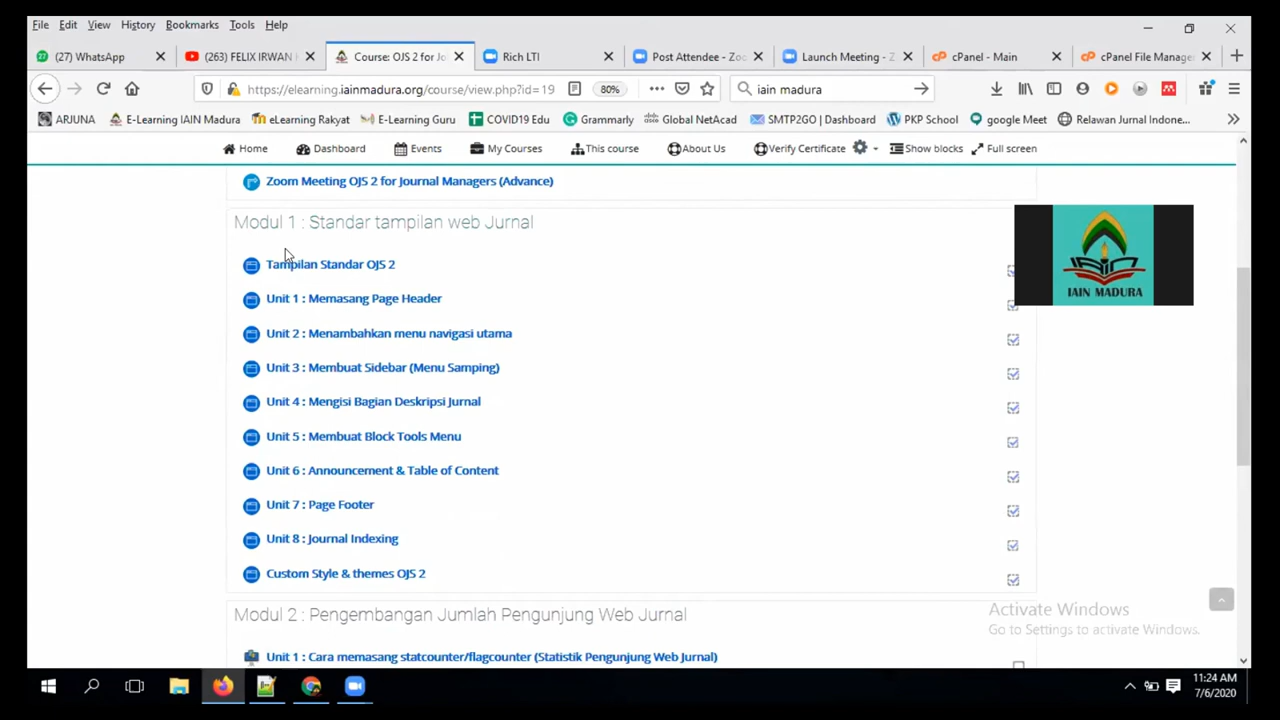 File Edit View History Bookmarks Tools Help
(27) WhatsApp
(263) FELIX IRWAN
Course: OJS 2 for Jo
Rich LTI
Post Attendee - Zoo
Launch Meeting - Z
cPanel - Main
cPanel File Manage
https://elearning.iainmadura.org/course/view.php?id=19
80%
iain madura
ARJUNA
E-Learning IAIN Madura
eLearning Rakyat
E-Learning Guru
COVID19 Edu
Grammarly
Global NetAcad
SMTP2GO | Dashboard
PKP School
google Meet
Relawan Jurnal Indone...
Home
Dashboard
Events
My Courses
This course
About Us
Verify Certificate
Show blocks
Full screen
Zoom Meeting OJS 2 for Journal Managers (Advance)
Modul 1 : Standar tampilan web Jurnal
Tampilan Standar OJS 2
Unit 1 : Memasang Page Header
IAIN MADURA
Unit 2 : Menambahkan menu navigasi utama
Unit 3 : Membuat Sidebar (Menu Samping)
Unit 4 : Mengisi Bagian Deskripsi Jurnal
Unit 5 : Membuat Block Tools Menu
Unit 6 : Announcement & Table of Content
Unit 7 : Page Footer
Unit 8 : Journal Indexing
Custom Style & themes OJS 2
Modul 2 : Pengembangan Jumlah Pengunjung Web Jurnal
Activate Windows
Go to Settings to activate Windows.
Unit 1 : Cara memasang statcounter/flagcounter (Statistik Pengunjung Web Jurnal)
11:24 AM
7/6/2020